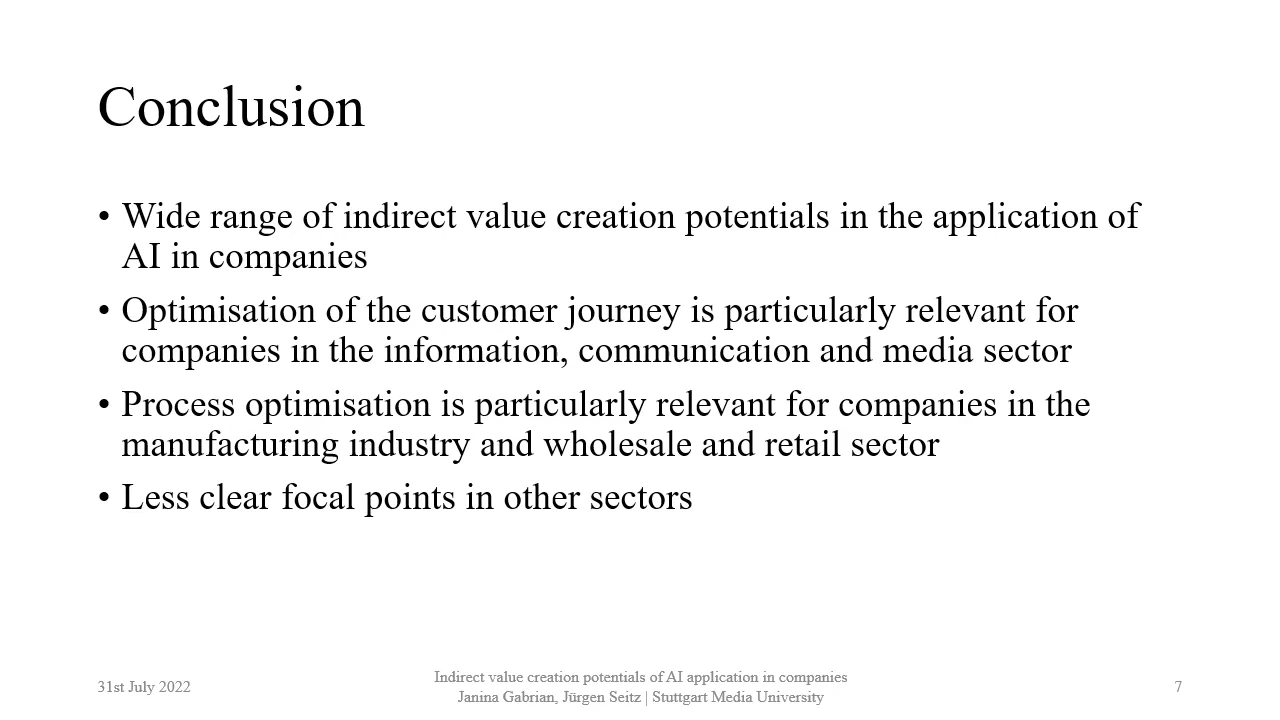 Conclusion
• Wide range of indirect value creation potentials in the application of
AI in companies
• Optimisation of the customer journey is particularly relevant for
companies in the information, communication and media sector
• Process optimisation is particularly relevant for companies in the
manufacturing industry and wholesale and retail sector
• Less clear focal points in other sectors
31st July 2022
Indirect value creation potentials of AI application in companies
Janina Gabrian, Jürgen Seitz | Stuttgart Media University
7